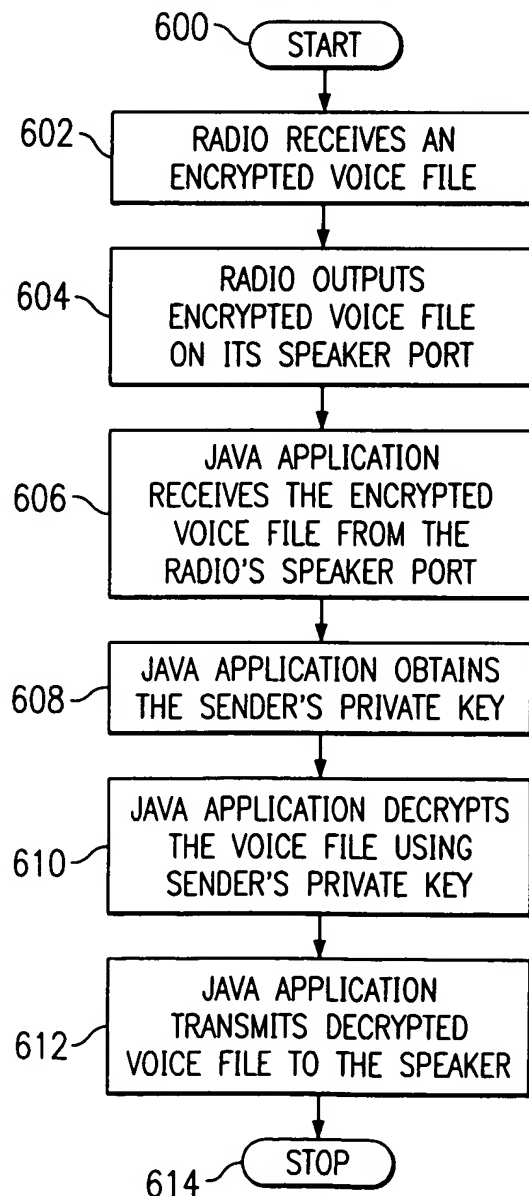 600
START
602
RADIO RECEIVES AN
ENCRYPTED VOICE FILE
604
RADIO OUTPUTS
ENCRYPTED VOICE FILE
ON ITS SPEAKER PORT
606
JAVA APPLICATION
RECEIVES THE ENCRYPTED
VOICE FILE FROM THE
RADIO'S SPEAKER PORT
608
JAVA APPLICATION OBTAINS
THE SENDER'S PRIVATE KEY
610
JAVA APPLICATION DECRYPTS
THE VOICE FILE USING
SENDER'S PRIVATE KEY
612
JAVA APPLICATION
TRANSMITS DECRYPTED
VOICE FILE TO THE SPEAKER
STOP
614